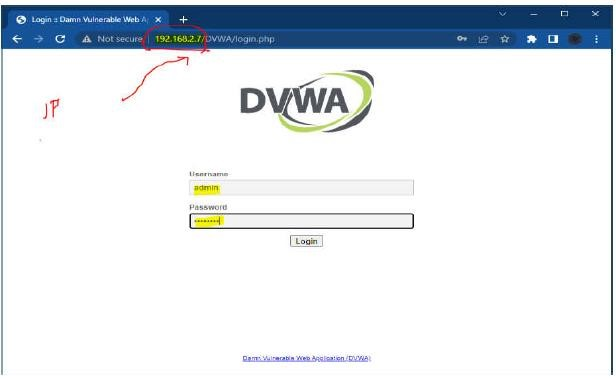 Login :: Damn Vulnerable Web A
Not secure 192.168.2.7/DVWA/login.php
IP
DVWA
Username
admin
Password
••••••••
Login
Damn Vulnerable Web Application (DVWA)